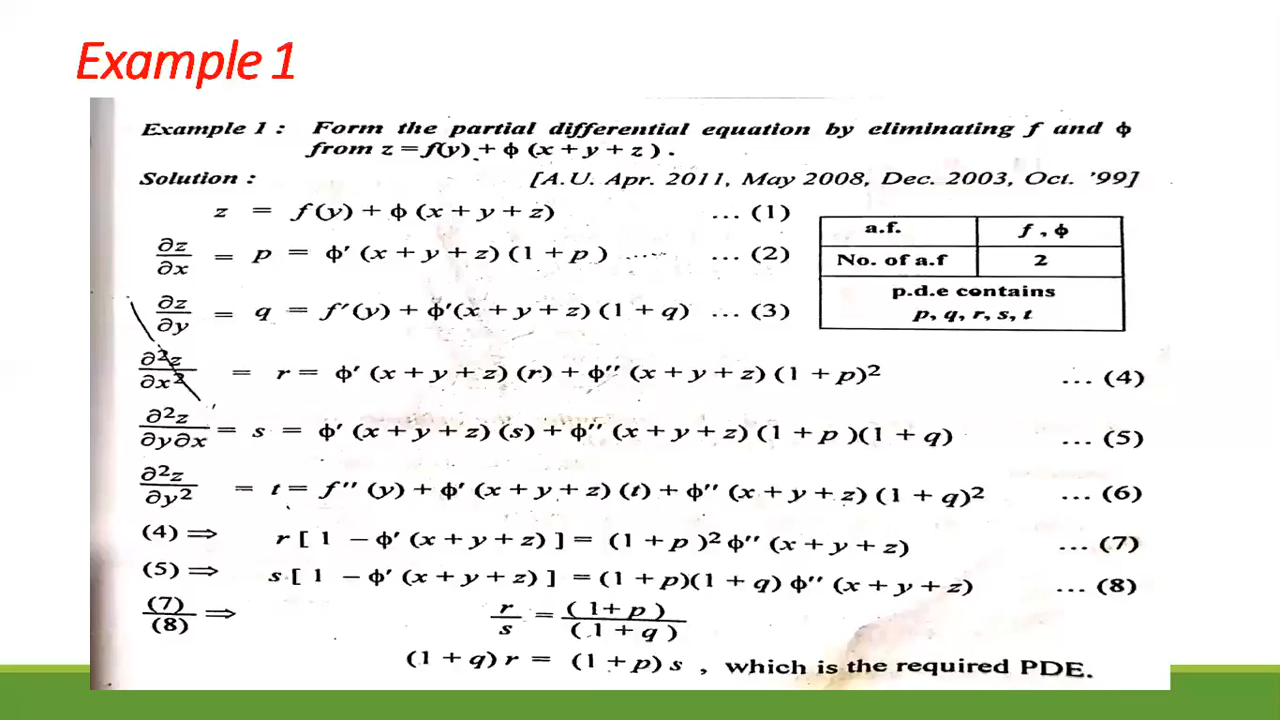 Example 1
Example 1 : Form the partial differential equation by eliminating f and ϕ
from z = f(y) + ϕ (x + y + z ) .
Solution : [A.U. Apr. 2011, May 2008, Dec. 2003, Oct. '99]
z = f (y) + ϕ (x + y + z) ... (1)
∂z/∂x = p = ϕ′ (x + y + z) (1 + p ) ..... ... (2)
∂z/∂y = q = f′(y) + ϕ′(x + y + z) (1 + q) ... (3)
a.f. f , ϕ
No. of a.f 2
p.d.e contains
p, q, r, s, t
∂²z/∂x² = r = ϕ′ (x + y + z) (r) + ϕ′′ (x + y + z) (1 + p)² ... (4)
∂²z/∂y∂x = s = ϕ′ (x + y + z) (s) + ϕ′′ (x + y + z) (1 + p )(1 + q) ... (5)
∂²z/∂y² = t = f′′ (y) + ϕ′ (x + y + z) (t) + ϕ′′ (x + y + z) (1 + q)² ... (6)
(4) ⇒ r [ 1 − ϕ′ (x + y + z) ] = (1 + p )² ϕ′′ (x + y + z) ... (7)
(5) ⇒ s [ 1 − ϕ′ (x + y + z) ] = (1 + p)(1 + q) ϕ′′ (x + y + z) ... (8)
(7)/(8) ⇒ r/s = ( 1+ p )/( 1 + q )
(1 + q) r = (1 + p) s , which is the required PDE.